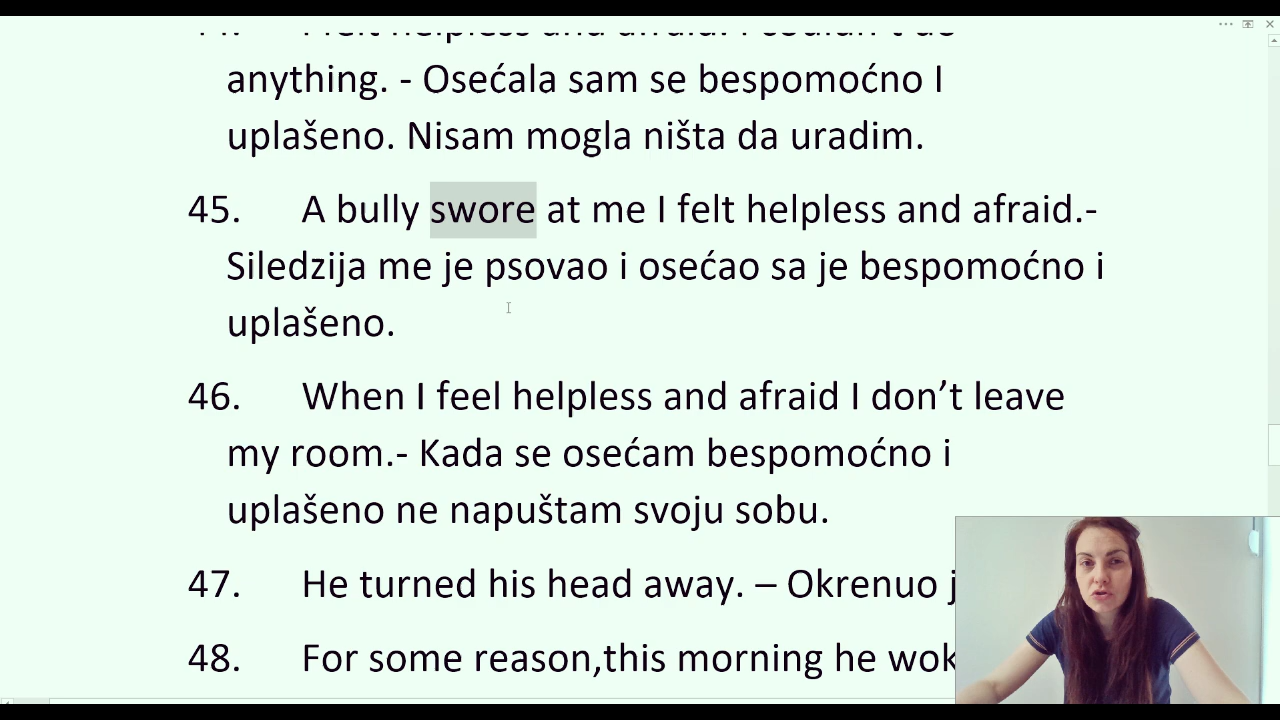 anything. - Osećala sam se bespomoćno I
uplašeno. Nisam mogla ništa da uradim.
45. A bully swore at me I felt helpless and afraid.-
Siledzija me je psovao i osećao sa je bespomoćno i
uplašeno.
46. When I feel helpless and afraid I don’t leave
my room.- Kada se osećam bespomoćno i
uplašeno ne napuštam svoju sobu.
47. He turned his head away. – Okrenuo
48. For some reason,this morning he